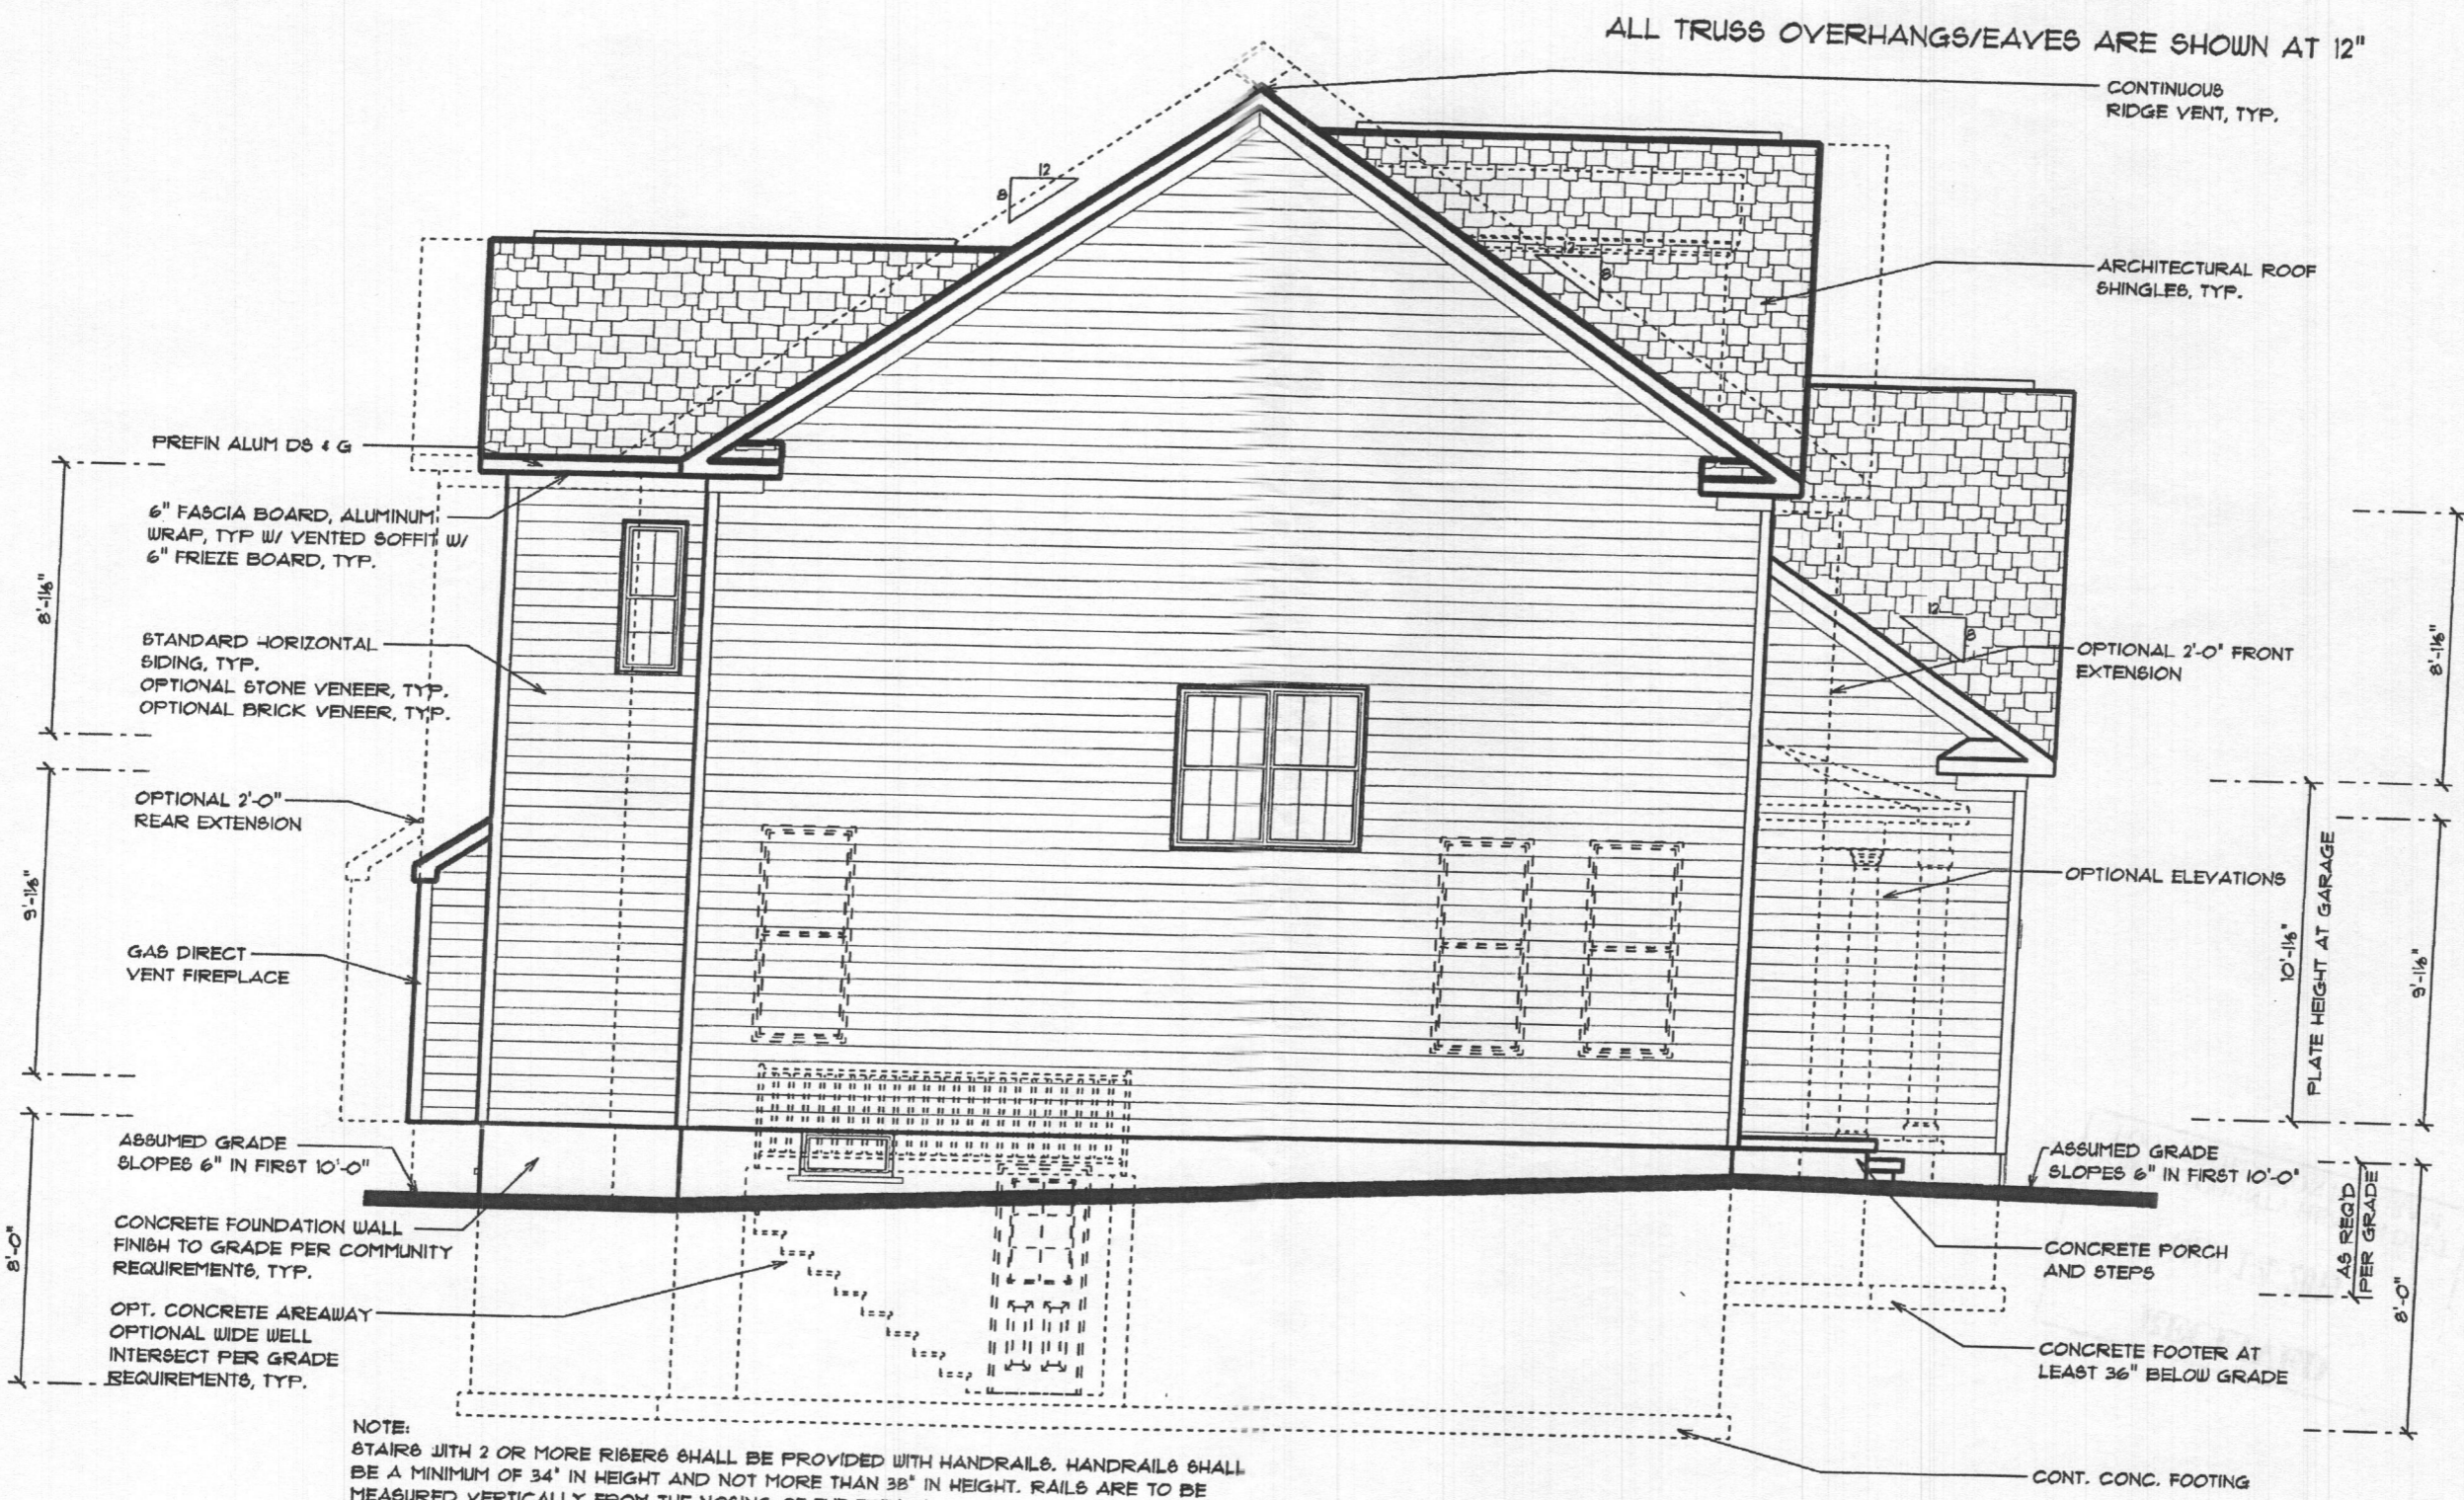 ALL TRUSS OVERHANGS/EAVES ARE SHOWN AT 12"
CONTINUOUS
RIDGE VENT, TYP.
12
8
ARCHITECTURAL ROOF
SHINGLES, TYP.
12
8
PREFIN ALUM DS & G
6" FASCIA BOARD, ALUMINUM
WRAP, TYP W/ VENTED SOFFIT W/
6" FRIEZE BOARD, TYP.
8'-1⅛"
STANDARD HORIZONTAL
SIDING, TYP.
OPTIONAL STONE VENEER, TYP.
OPTIONAL BRICK VENEER, TYP.
12
8
OPTIONAL 2'-0" FRONT
EXTENSION
8'-1⅛"
OPTIONAL 2'-0"
REAR EXTENSION
9'-1⅛"
OPTIONAL ELEVATIONS
10'-1⅛"
PLATE HEIGHT AT GARAGE
9'-1⅛"
GAS DIRECT
VENT FIREPLACE
ASSUMED GRADE
SLOPES 6" IN FIRST 10'-0"
ASSUMED GRADE
SLOPES 6" IN FIRST 10'-0"
CONCRETE FOUNDATION WALL
FINISH TO GRADE PER COMMUNITY
REQUIREMENTS, TYP.
8'-0"
CONCRETE PORCH
AND STEPS
AS REQ'D
PER GRADE
8'-0"
OPT. CONCRETE AREAWAY
OPTIONAL WIDE WELL
INTERSECT PER GRADE
REQUIREMENTS, TYP.
CONCRETE FOOTER AT
LEAST 36" BELOW GRADE
NOTE:
STAIRS WITH 2 OR MORE RISERS SHALL BE PROVIDED WITH HANDRAILS. HANDRAILS SHALL
BE A MINIMUM OF 34" IN HEIGHT AND NOT MORE THAN 38" IN HEIGHT. RAILS ARE TO BE
MEASURED VERTICALLY FROM THE NOSING OF THE
CONT. CONC. FOOTING